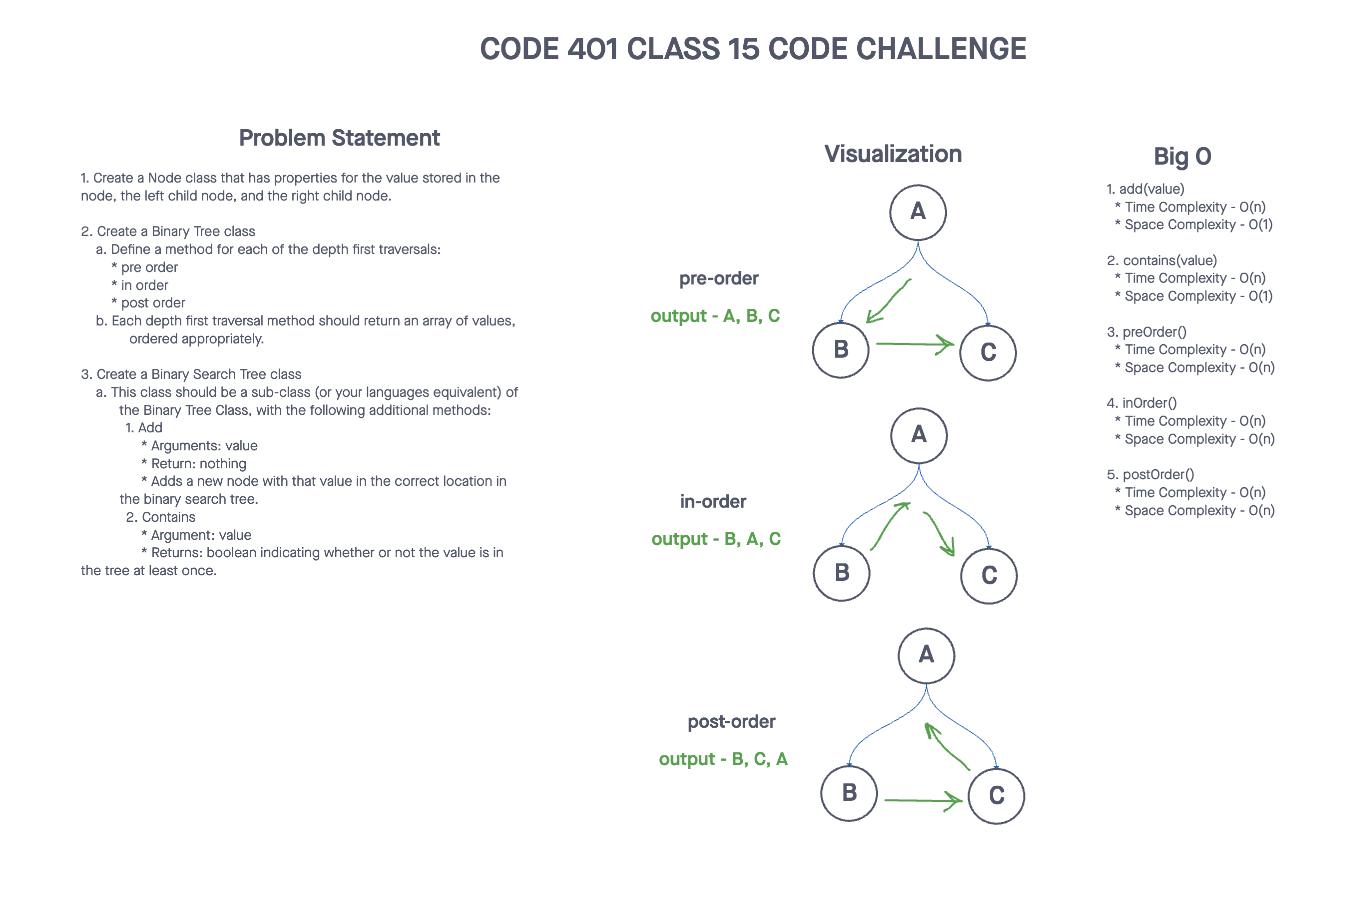 CODE 401 CLASS 15 CODE CHALLENGE
Problem Statement
1. Create a Node class that has properties for the value stored in the
node, the left child node, and the right child node.
2. Create a Binary Tree class
a. Define a method for each of the depth first traversals:
* pre order
* in order
* post order
b. Each depth first traversal method should return an array of values,
ordered appropriately.
3. Create a Binary Search Tree class
a. This class should be a sub-class (or your languages equivalent) of
the Binary Tree Class, with the following additional methods:
1. Add
* Arguments: value
* Return: nothing
* Adds a new node with that value in the correct location in
the binary search tree.
2. Contains
* Argument: value
* Returns: boolean indicating whether or not the value is in
the tree at least once.
Visualization
A
pre-order
output - A, B, C
B
C
A
in-order
output - B, A, C
B
C
A
post-order
output - B, C, A
B
C
Big O
1. add(value)
* Time Complexity - O(n)
* Space Complexity - O(1)
2. contains(value)
* Time Complexity - O(n)
* Space Complexity - O(1)
3. preOrder()
* Time Complexity - O(n)
* Space Complexity - O(n)
4. inOrder()
* Time Complexity - O(n)
* Space Complexity - O(n)
5. postOrder()
* Time Complexity - O(n)
* Space Complexity - O(n)